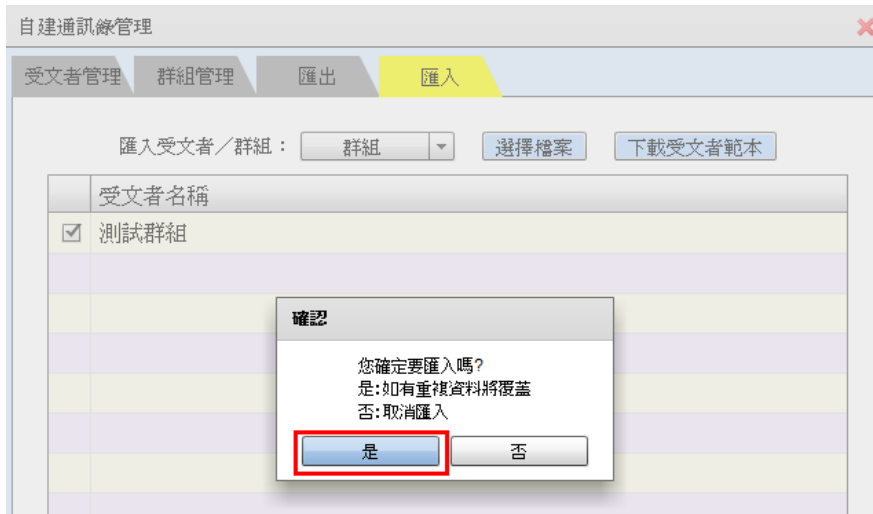 自建通訊錄管理
受文者管理 群組管理 匯出 匯入
匯入受文者／群組： 群組 選擇檔案 下載受文者範本
受文者名稱
測試群組
確認
您確定要匯入嗎?
是:如有重複資料將覆蓋
否:取消匯入
是 否